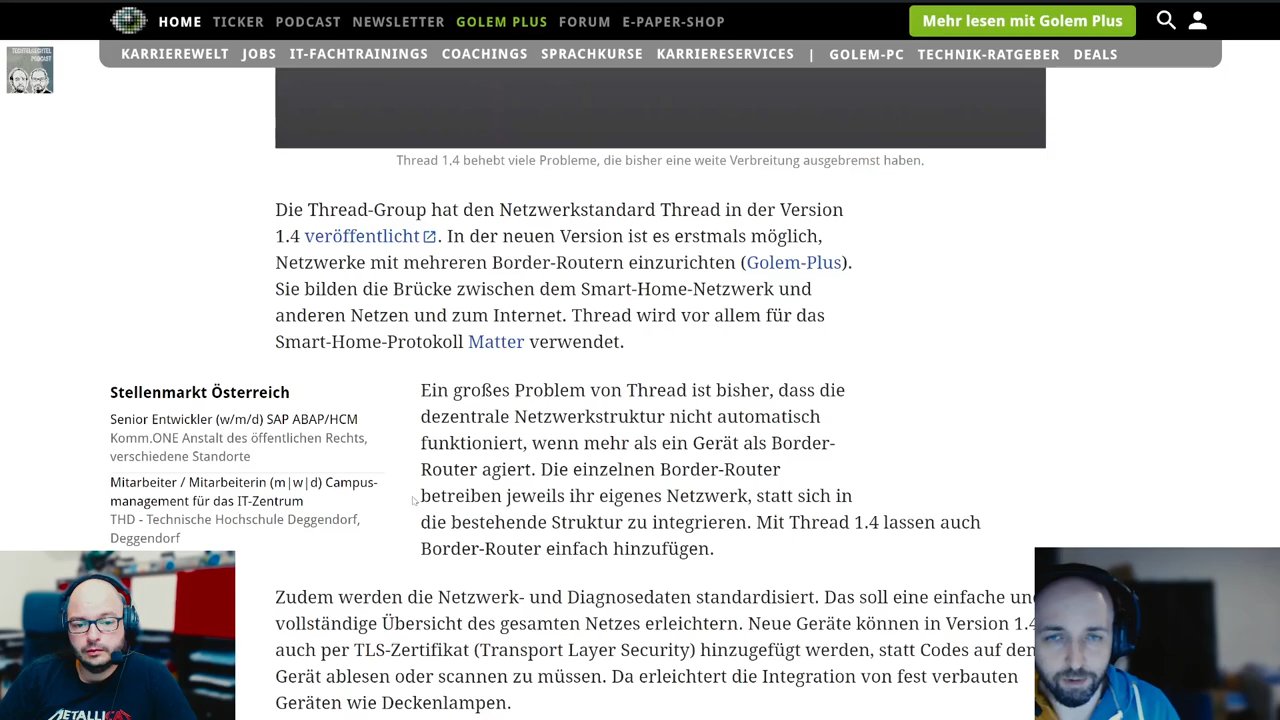 HOME TICKER PODCAST NEWSLETTER GOLEM PLUS FORUM E-PAPER-SHOP Mehr lesen mit Golem Plus
KARRIEREWELT JOBS IT-FACHTRAININGS COACHINGS SPRACHKURSE KARRIERESERVICES | GOLEM-PC TECHNIK-RATGEBER DEALS
PODCAST
Thread 1.4 behebt viele Probleme, die bisher eine weite Verbreitung ausgebremst haben.
Die Thread-Group hat den Netzwerkstandard Thread in der Version
1.4 veröffentlicht. In der neuen Version ist es erstmals möglich,
Netzwerke mit mehreren Border-Routern einzurichten (Golem-Plus).
Sie bilden die Brücke zwischen dem Smart-Home-Netzwerk und
anderen Netzen und zum Internet. Thread wird vor allem für das
Smart-Home-Protokoll Matter verwendet.
Stellenmarkt Österreich
Senior Entwickler (w/m/d) SAP ABAP/HCM
Komm.ONE Anstalt des öffentlichen Rechts,
verschiedene Standorte
Mitarbeiter / Mitarbeiterin (m|w|d) Campus-
management für das IT-Zentrum
THD - Technische Hochschule Deggendorf,
Deggendorf
Ein großes Problem von Thread ist bisher, dass die
dezentrale Netzwerkstruktur nicht automatisch
funktioniert, wenn mehr als ein Gerät als Border-
Router agiert. Die einzelnen Border-Router
betreiben jeweils ihr eigenes Netzwerk, statt sich in
die bestehende Struktur zu integrieren. Mit Thread 1.4 lassen auch
Border-Router einfach hinzufügen.
Zudem werden die Netzwerk- und Diagnosedaten standardisiert. Das soll eine einfache und
vollständige Übersicht des gesamten Netzes erleichtern. Neue Geräte können in Version 1.4
auch per TLS-Zertifikat (Transport Layer Security) hinzugefügt werden, statt Codes auf den
Gerät ablesen oder scannen zu müssen. Da erleichtert die Integration von fest verbauten
Geräten wie Deckenlampen.
METALLICA